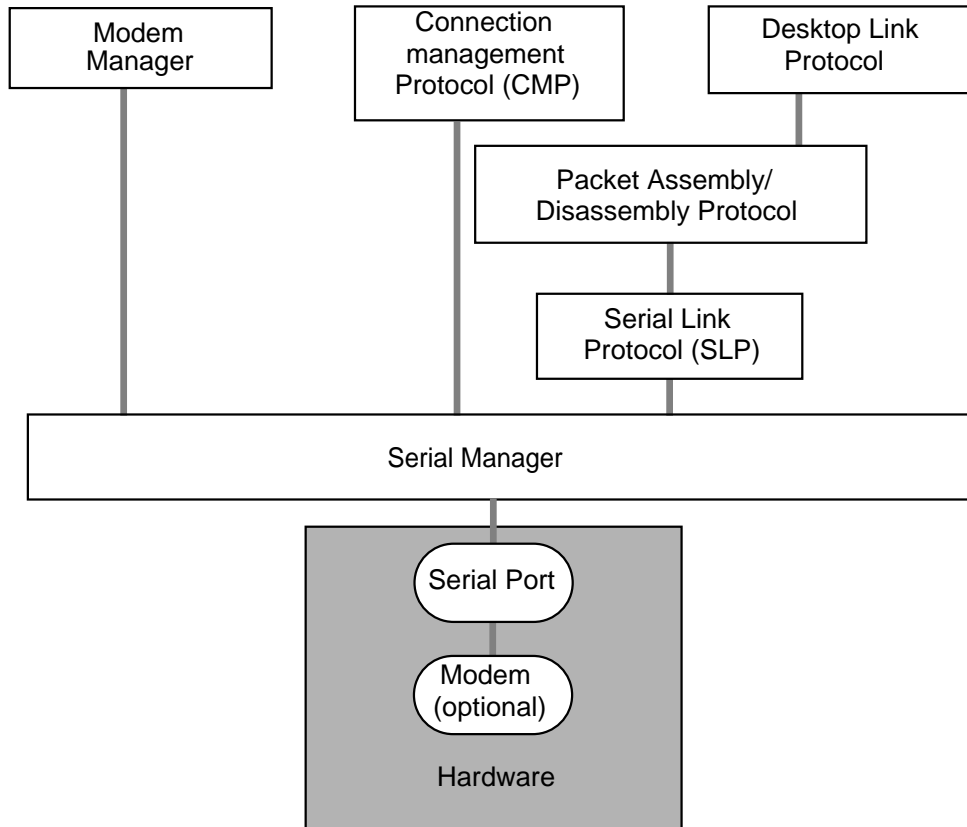 Modem
Manager
Connection
management
Protocol (CMP)
Desktop Link
Protocol
Packet Assembly/
Disassembly Protocol
Serial Link
Protocol (SLP)
Serial Manager
Serial Port
Modem
(optional)
Hardware